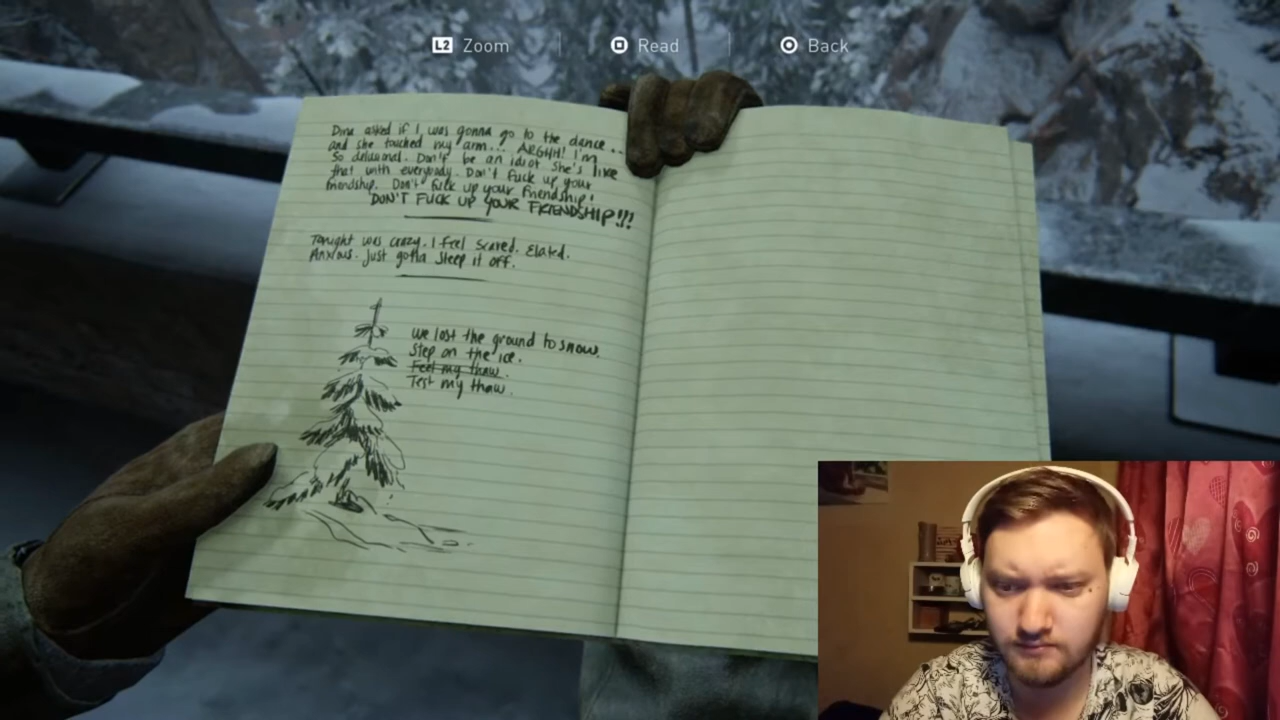 L2 Zoom
Read
Back
Dina asked if I was gonna go to the dance ..
and she touched my arm... ARGHH! I'm
so delusional. Don't be an idiot she's like
that with everybody. Don't fuck up your
friendship. Don't fuck up your friendship!
DON'T FUCK UP YOUR FRIENDSHIP!!!
Tonight was crazy. I feel scared. Elated.
Anxious. Just gotta sleep it off.
We lost the ground to snow.
Step on the ice.
Feel my thaw.
Test my thaw.